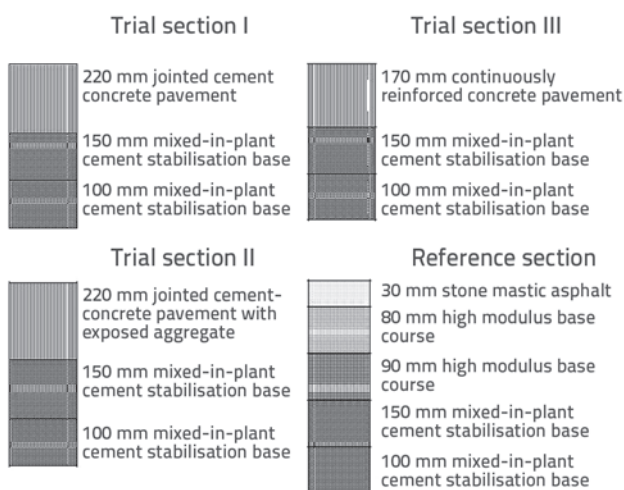 Trial section I
220 mm jointed cement
concrete pavement
150 mm mixed-in-plant
cement stabilisation base
100 mm mixed-in-plant
cement stabilisation base
Trial section III
170 mm continuously
reinforced concrete pavement
150 mm mixed-in-plant
cement stabilisation base
100 mm mixed-in-plant
cement stabilisation base
Trial section II
220 mm jointed cement-
concrete pavement with
exposed aggregate
150 mm mixed-in-plant
cement stabilisation base
100 mm mixed-in-plant
cement stabilisation base
Reference section
30 mm stone mastic asphalt
80 mm high modulus base
course
90 mm high modulus base
course
150 mm mixed-in-plant
cement stabilisation base
100 mm mixed-in-plant
cement stabilisation base